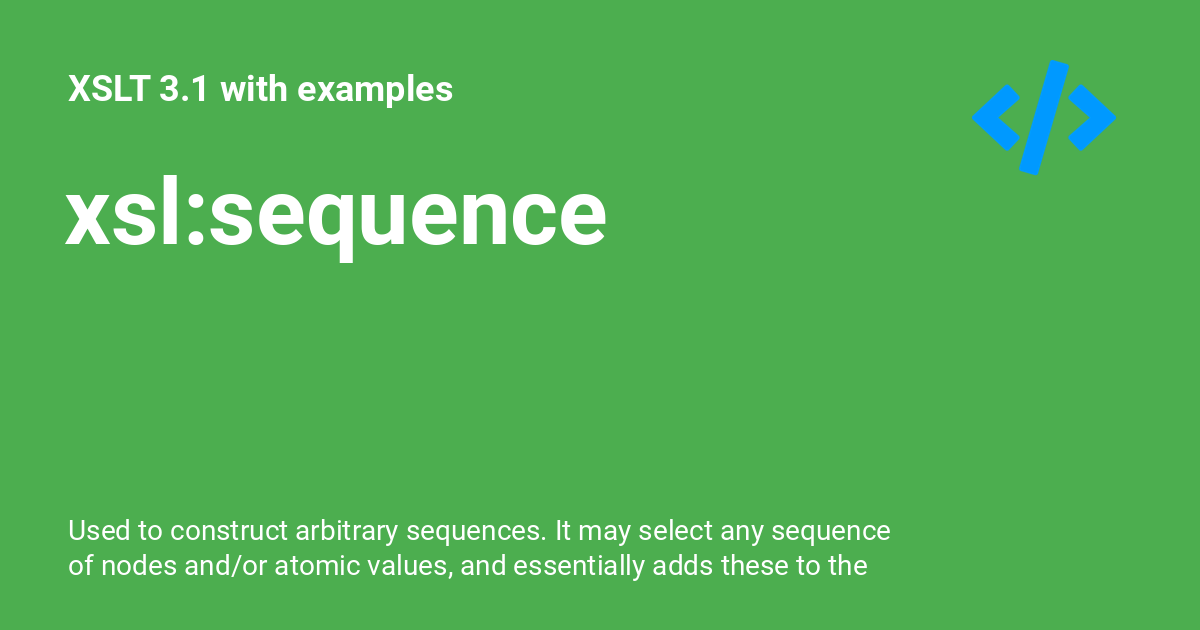 XSLT 3.1 with examples
xsl:sequence
Used to construct arbitrary sequences. It may select any sequence
of nodes and/or atomic values, and essentially adds these to the